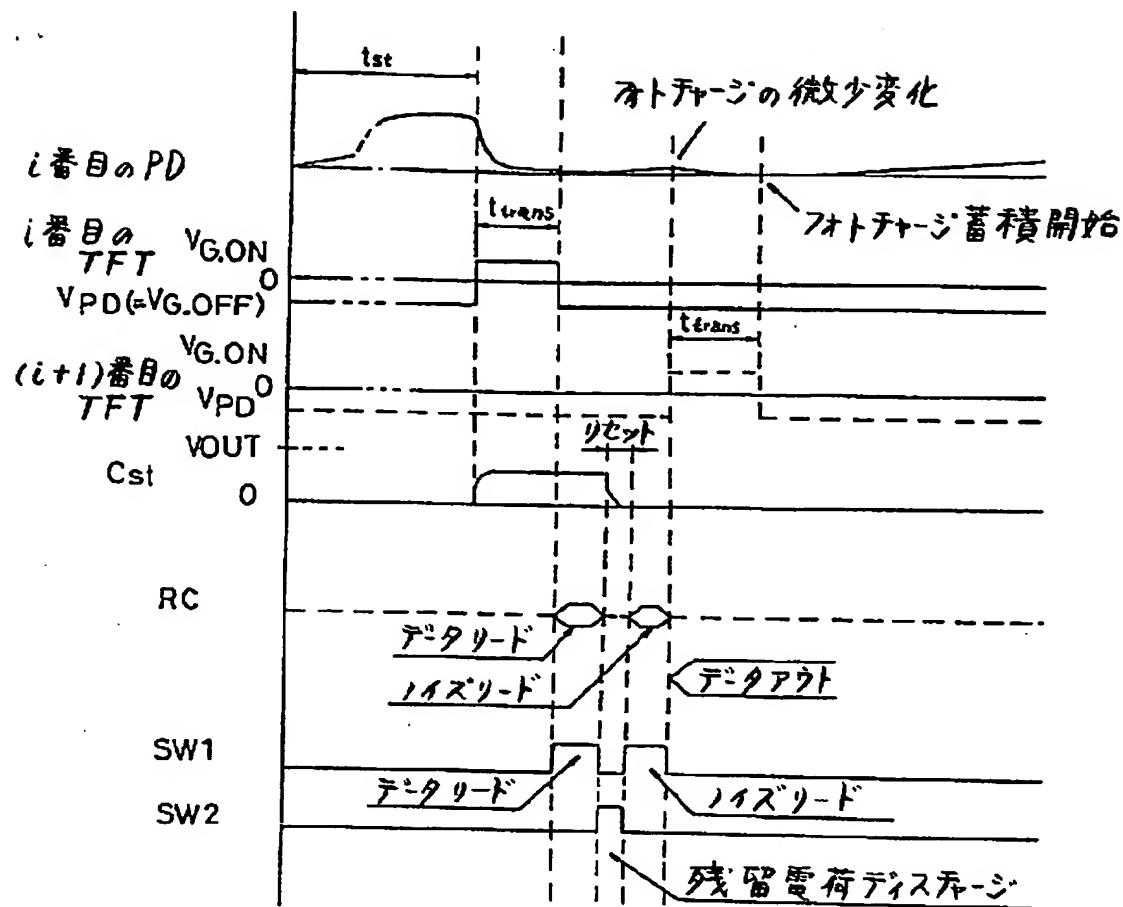 tst
フォトチャージの微少変化
i番目のPD
フォトチャージ蓄積開始
ttrans
i番目の
TFT
VG.ON
0
VPD(=VG.OFF)
ttrans
VG.ON
(i+1)番目の
TFT
0
VPD
リセット
VOUT
Cst
0
RC
データリード
ノイズリード
データアウト
SW1
データリード
ノイズリード
SW2
残留電荷ディスチャージ